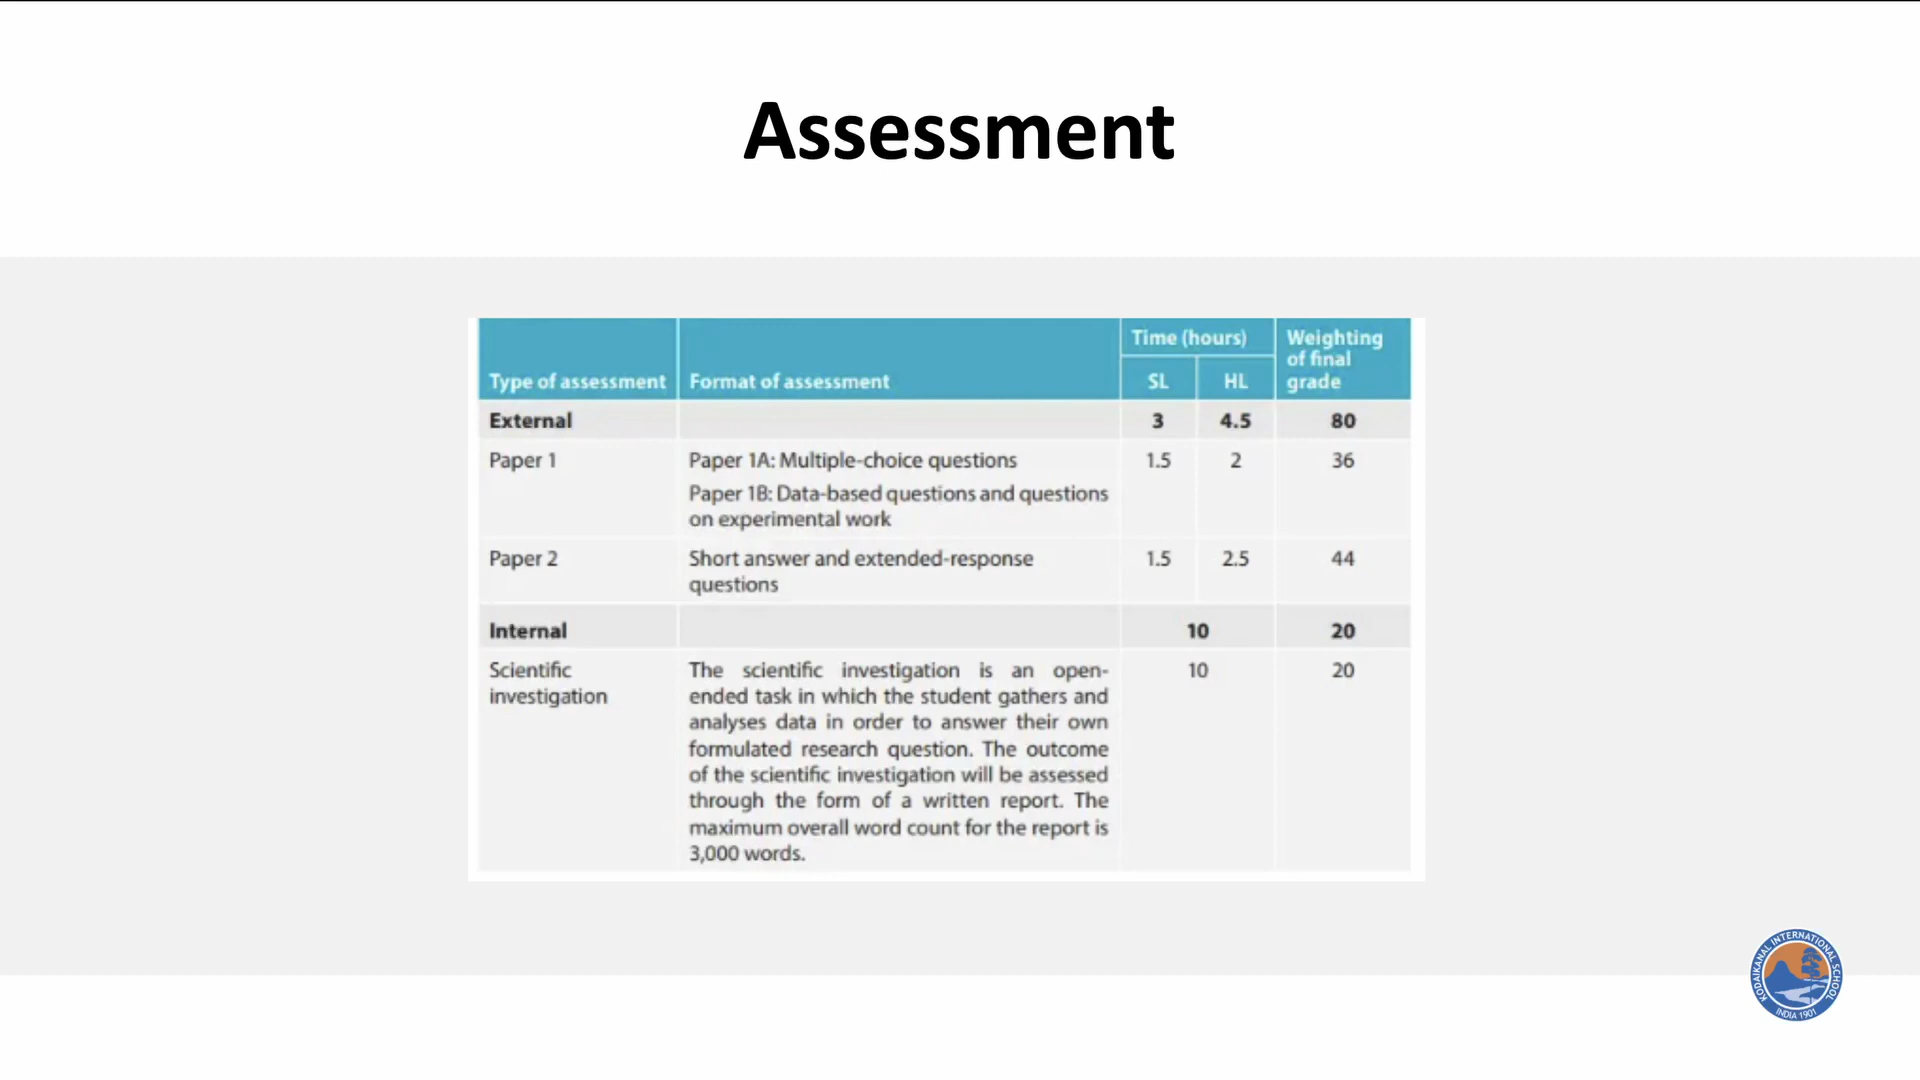 Assessment
Type of assessment Format of assessment Time (hours) SL HL Weighting of final grade
External 3 4.5 80
Paper 1 Paper 1A: Multiple-choice questions 1.5 2 36
Paper 1B: Data-based questions and questions
on experimental work
Paper 2 Short answer and extended-response 1.5 2.5 44
questions
Internal 10 20
Scientific The scientific investigation is an open- 10 20
investigation ended task in which the student gathers and
analyses data in order to answer their own
formulated research question. The outcome
of the scientific investigation will be assessed
through the form of a written report. The
maximum overall word count for the report is
3,000 words.
KODAIKANAL INTERNATIONAL SCHOOL
INDIA 1901